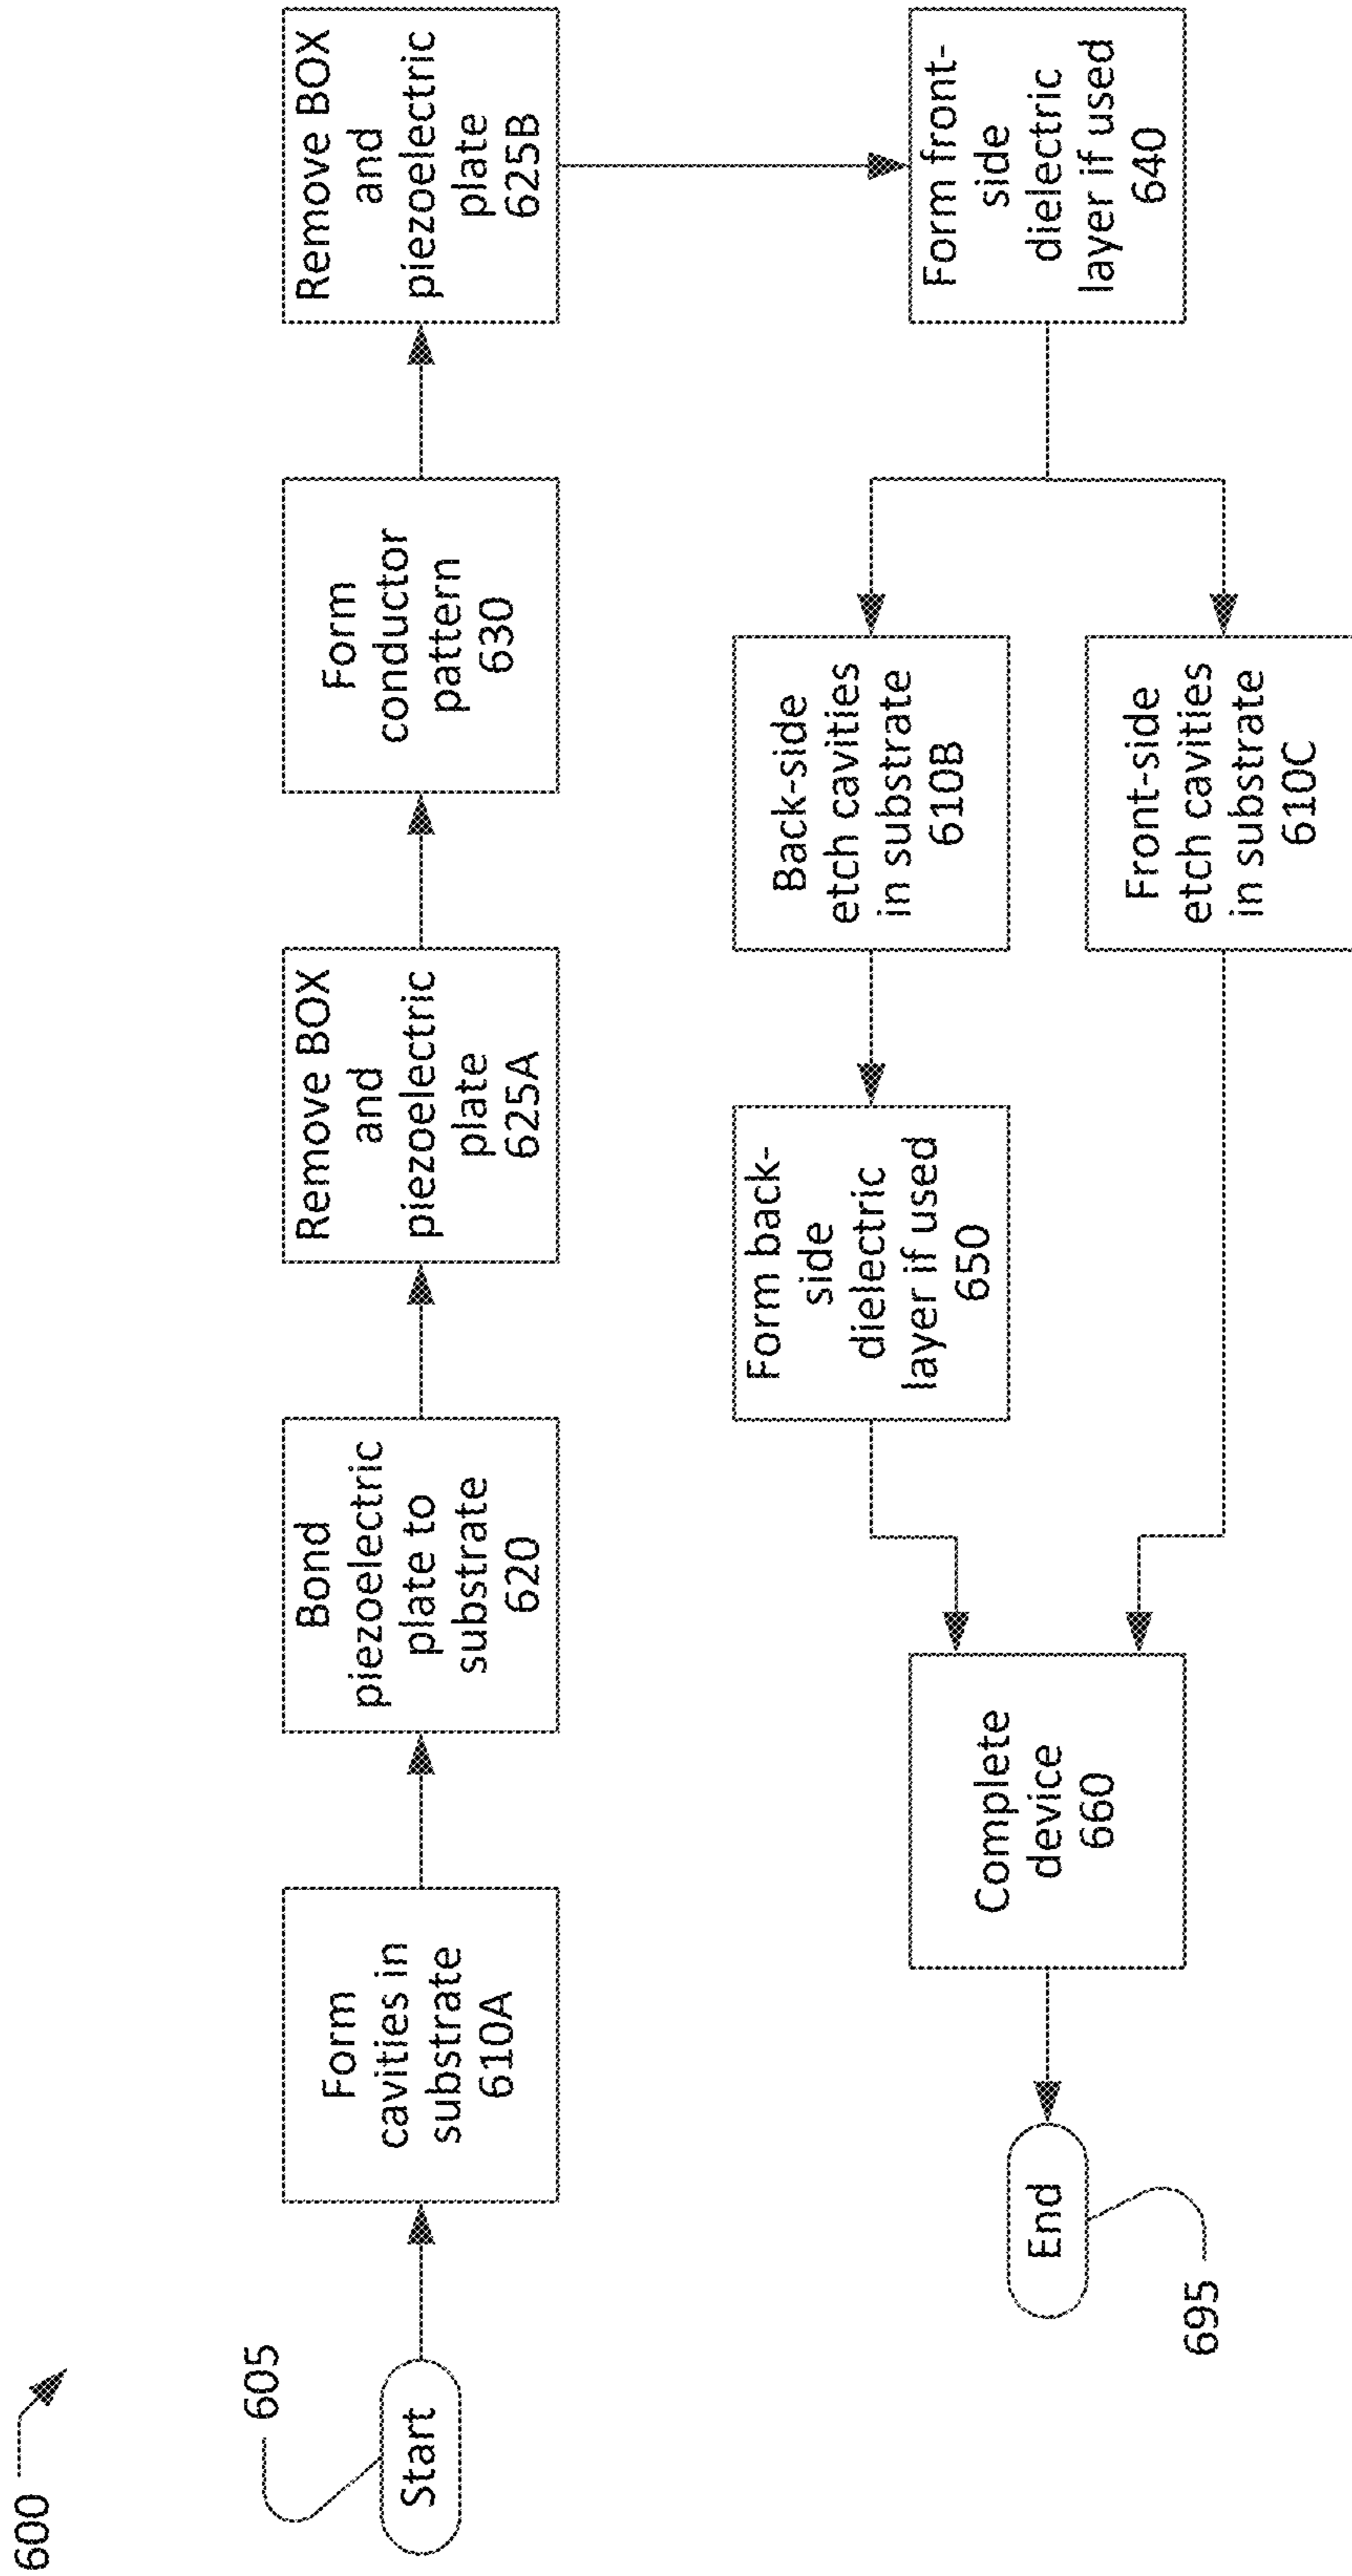 600
605
Start
Form
cavities in
substrate
610A
Bond
piezoelectric
plate to
substrate
620
Remove BOX
and
piezoelectric
plate
625A
Form
conductor
pattern
630
Remove BOX
and
piezoelectric
plate
625B
Form front-
side
dielectric
layer if used
640
Back-side
etch cavities
in substrate
610B
Front-side
etch cavities
in substrate
610C
Form back-
side
dielectric
layer if used
650
Complete
device
660
End
695